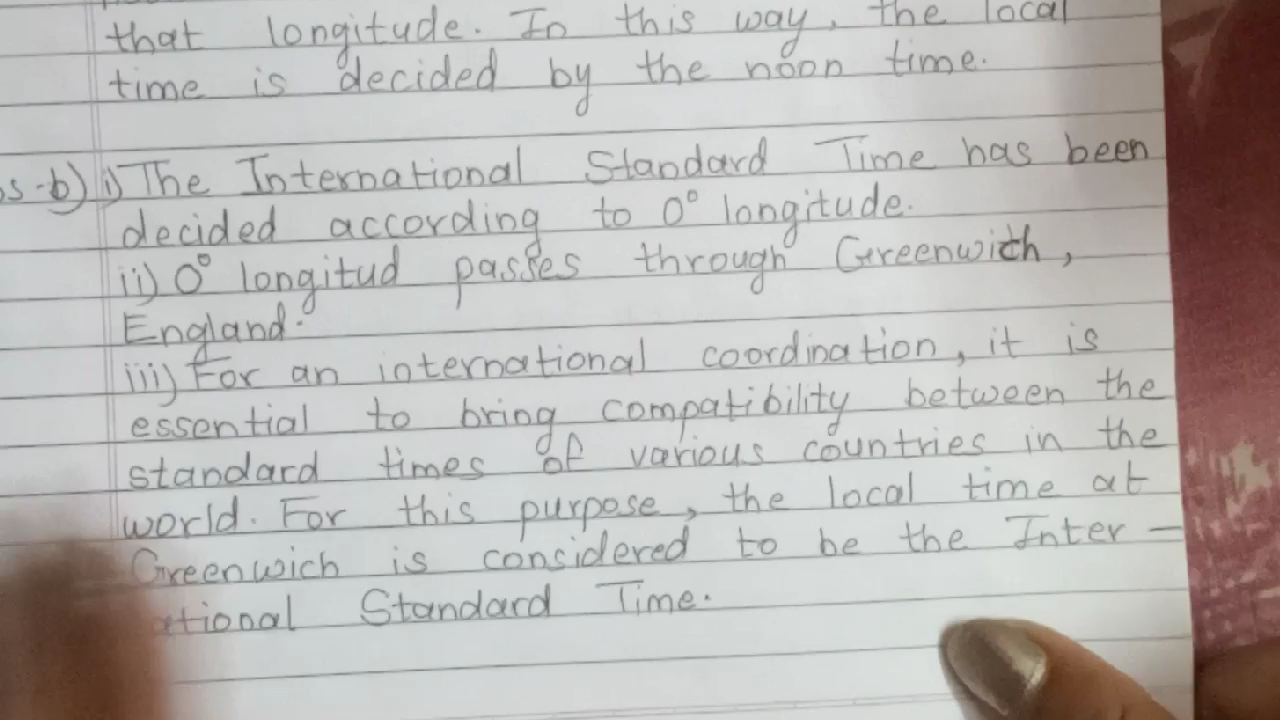 that longitude. In this way, the local
time is decided by the noon time.
s-b) i) The International Standard Time has been
decided according to 0° longitude.
ii) 0° longitud passes through Greenwich,
England.
iii) For an international coordination, it is
essential to bring compatibility between the
standard times of various countries in the
world. For this purpose, the local time at
Greenwich is considered to be the Inter-
ational Standard Time.